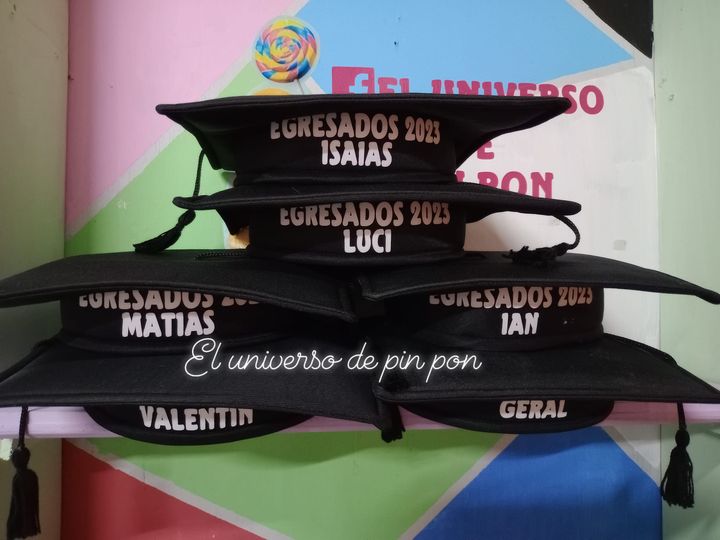 EL UNIVERSO
PON
EGRESADOS 2023
ISAIAS
EGRESADOS 2023
LUCI
EGRESADOS
MATIAS
EGRESADOS 2023
IAN
El universo de pin pon
VALENTIN
GERAL